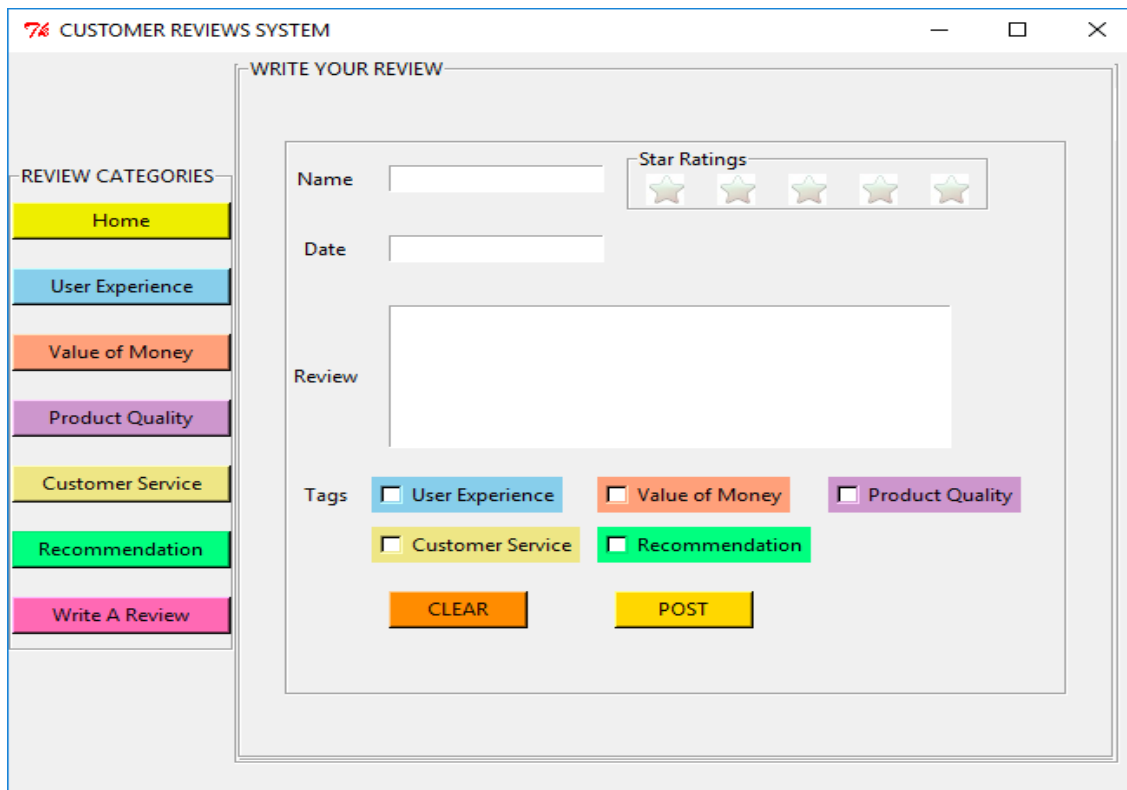 CUSTOMER REVIEWS SYSTEM
REVIEW CATEGORIES
Home
User Experience
Value of Money
Product Quality
Customer Service
Recommendation
Write A Review
WRITE YOUR REVIEW
Name
Star Ratings
Date
Review
Tags
User Experience
Value of Money
Product Quality
Customer Service
Recommendation
CLEAR
POST